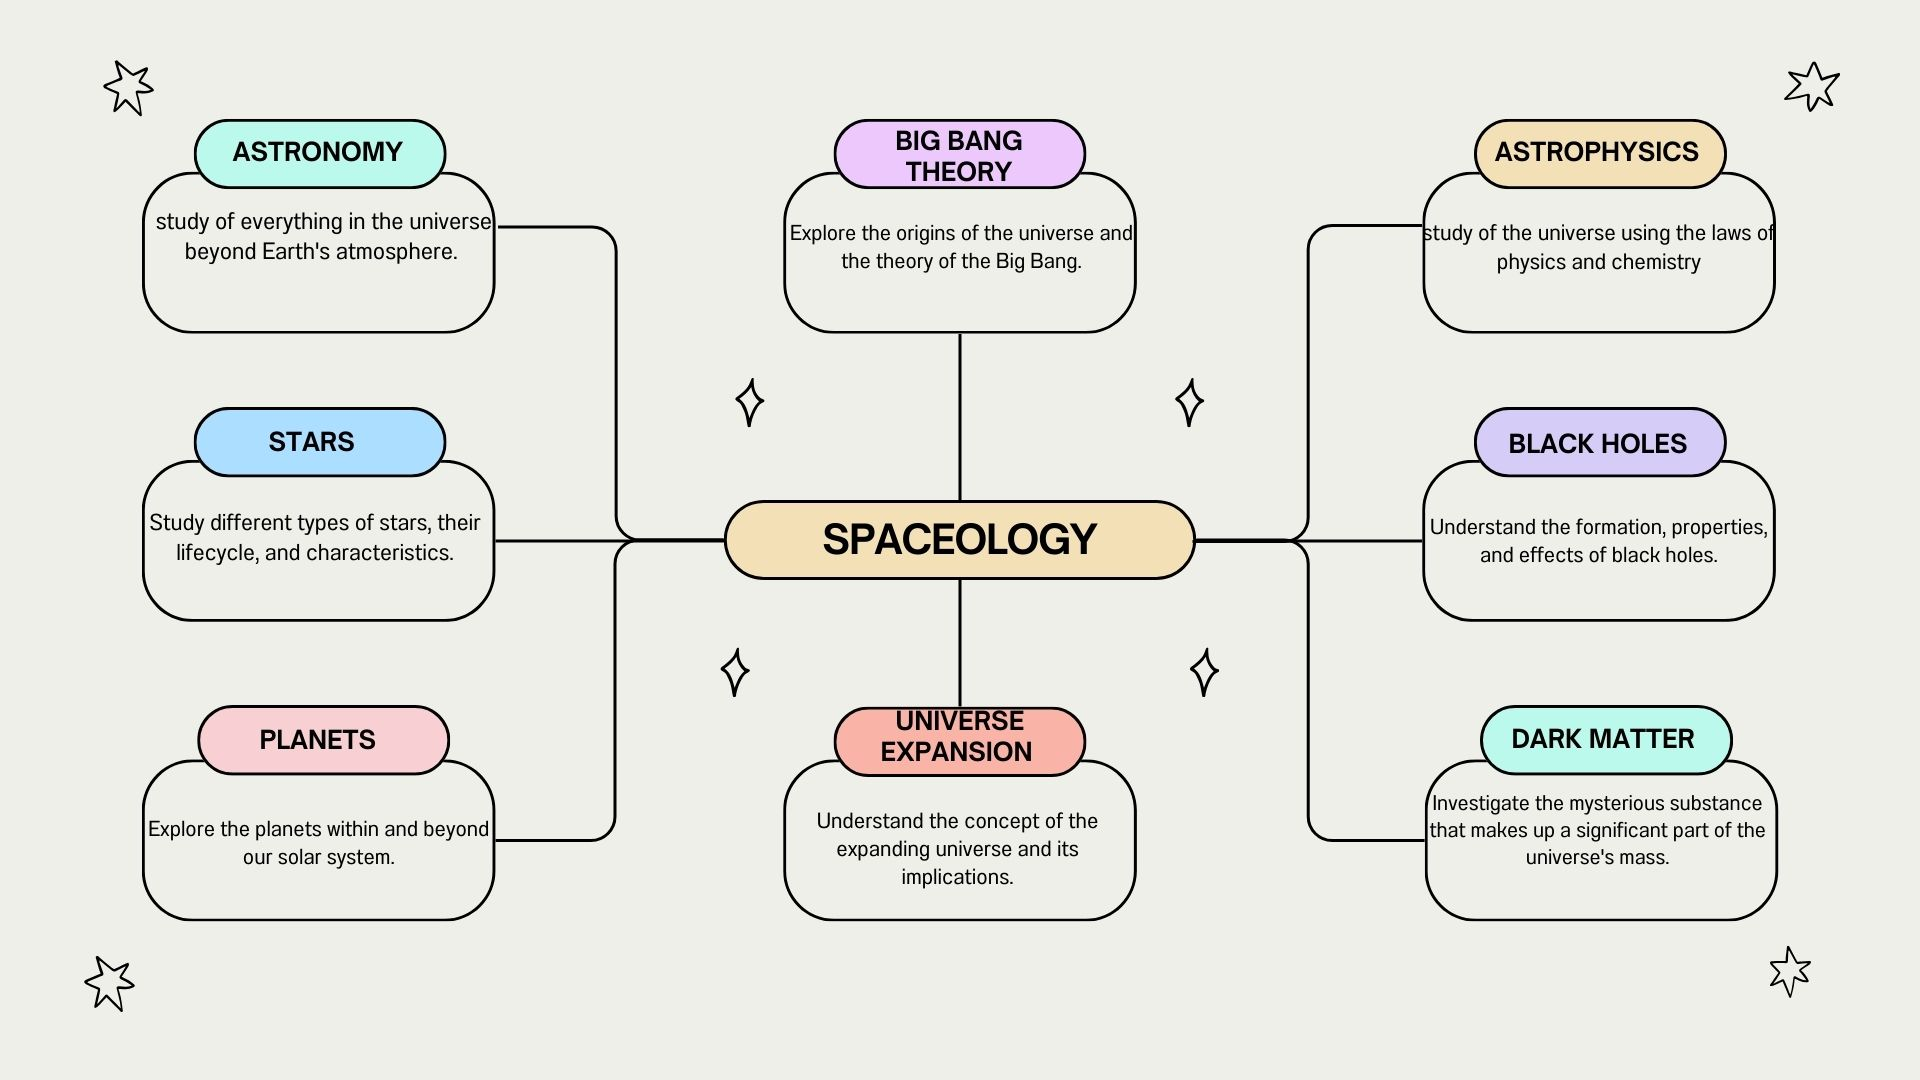 ASTRONOMY
study of everything in the universe
beyond Earth's atmosphere.
BIG BANG
THEORY
Explore the origins of the universe and
the theory of the Big Bang.
ASTROPHYSICS
study of the universe using the laws of
physics and chemistry
STARS
Study different types of stars, their
lifecycle, and characteristics.
SPACEOLOGY
BLACK HOLES
Understand the formation, properties,
and effects of black holes.
PLANETS
Explore the planets within and beyond
our solar system.
UNIVERSE
EXPANSION
Understand the concept of the
expanding universe and its
implications.
DARK MATTER
Investigate the mysterious substance
that makes up a significant part of the
universe's mass.